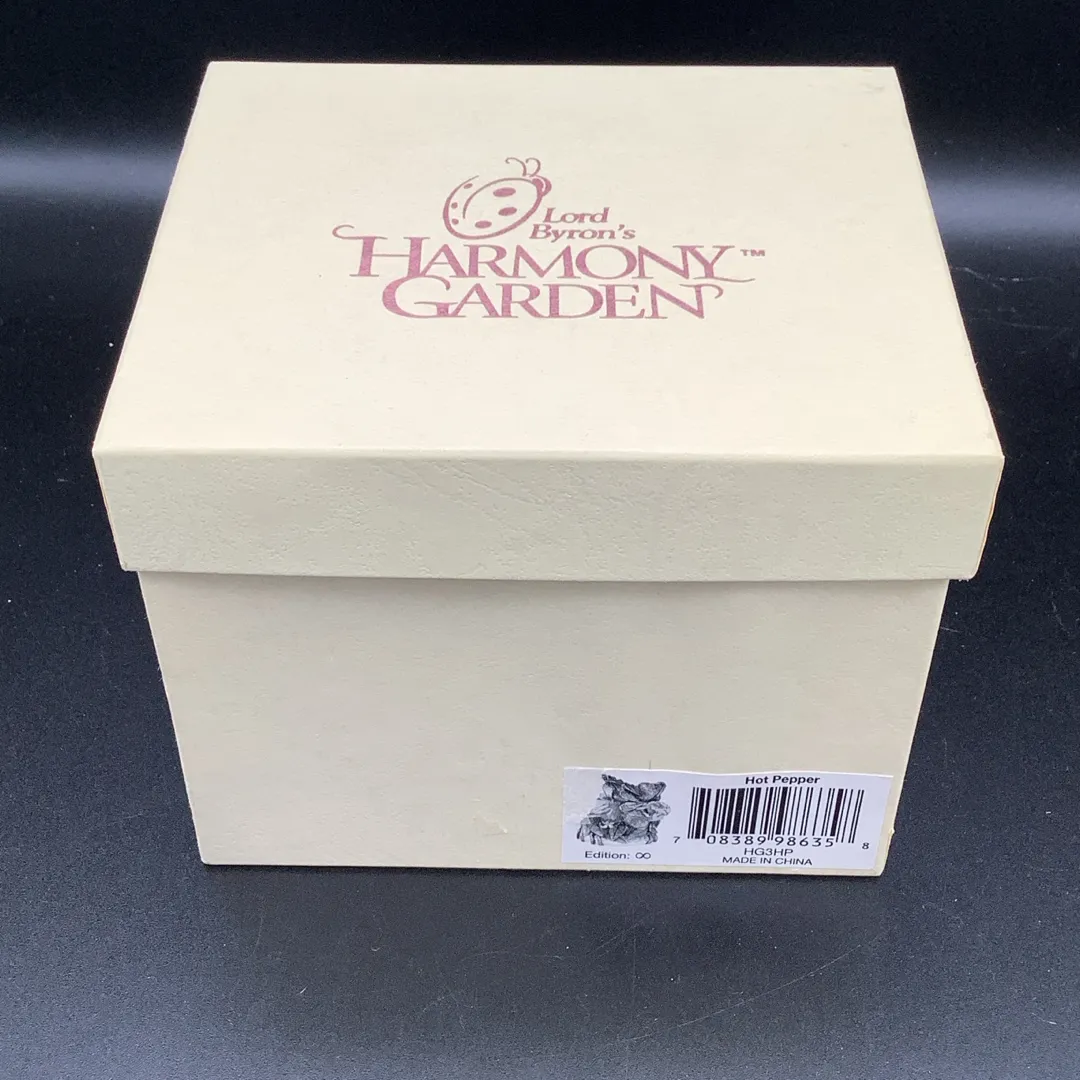 Lord
Byron's
HARMONY™
GARDEN
Hot Pepper
7 08389 98635 8
Edition: ∞
HG3HP
MADE IN CHINA